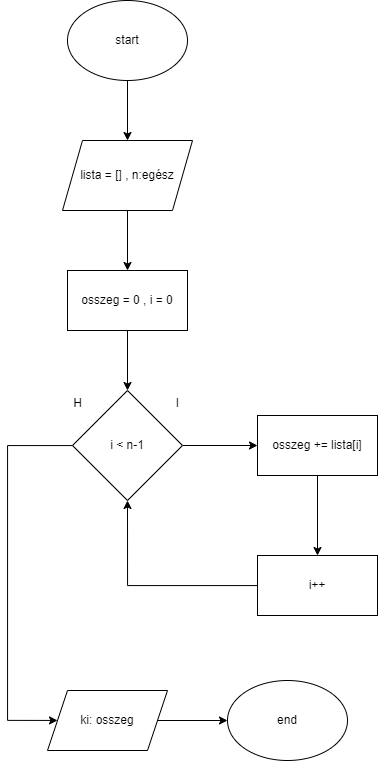 start
lista = [] , n:egész
osszeg = 0 , i = 0
H
I
i < n-1
osszeg += lista[i]
i++
ki: osszeg
end